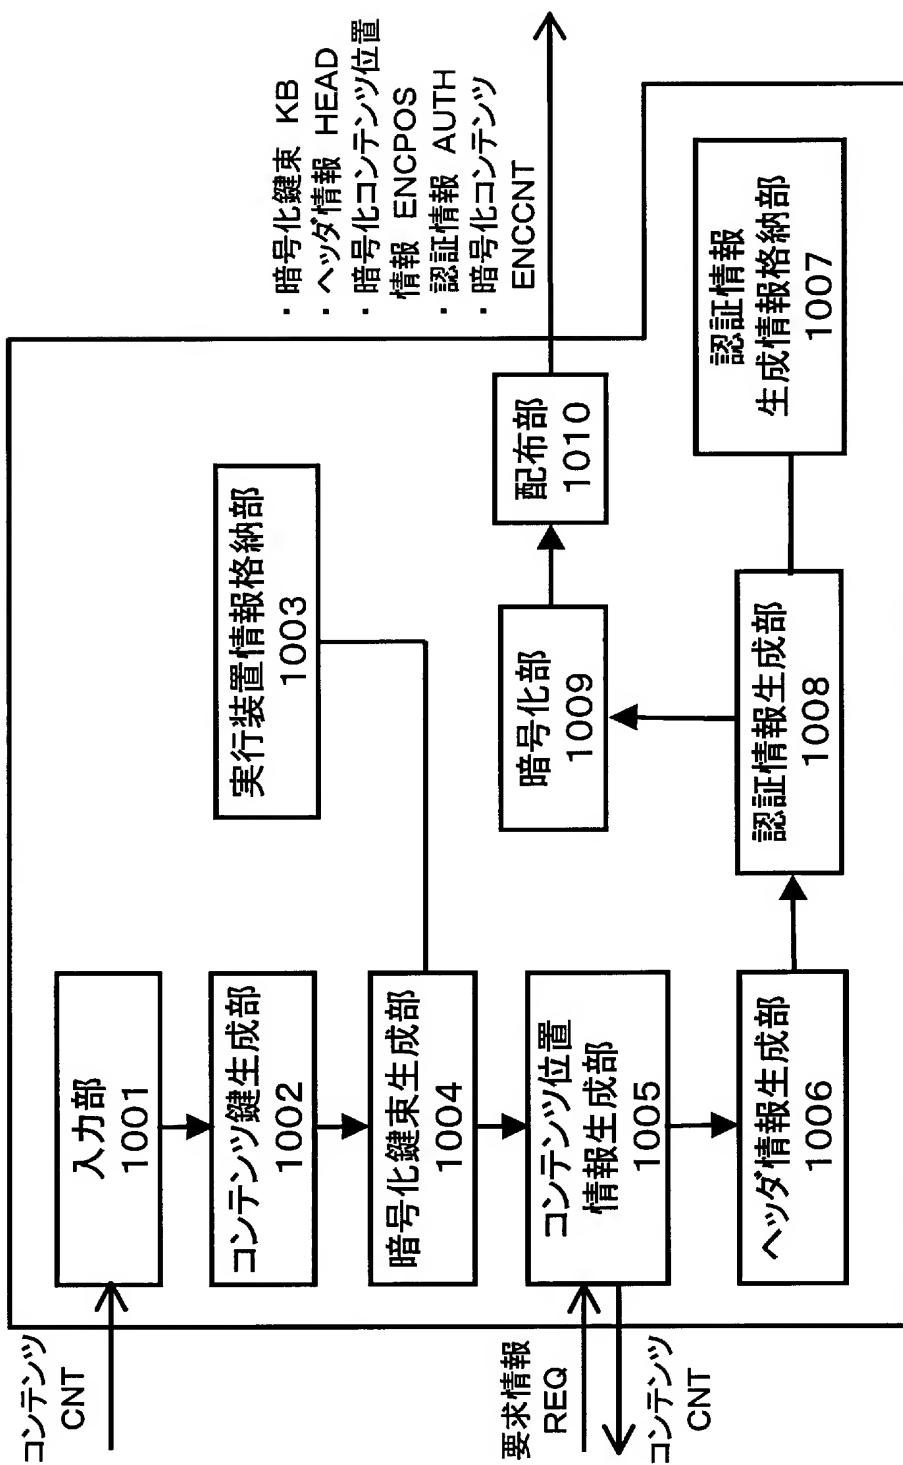 コンテンツ
CNT
入力部
1001
コンテンツ鍵生成部
1002
実行装置情報格納部
1003
暗号化鍵束生成部
1004
要求情報
REQ
コンテンツ
CNT
コンテンツ位置
情報生成部
1005
ヘッダ情報生成部
1006
認証情報
生成情報格納部
1007
認証情報生成部
1008
暗号化部
1009
配布部
1010
・暗号化鍵束 KB
・ヘッダ情報 HEAD
・暗号化コンテンツ位置
情報 ENCPOS
・認証情報 AUTH
・暗号化コンテンツ
ENCCNT